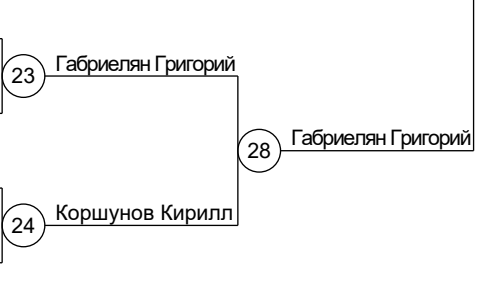 23 Габриелян Григорий
28 Габриелян Григорий
24 Коршунов Кирилл